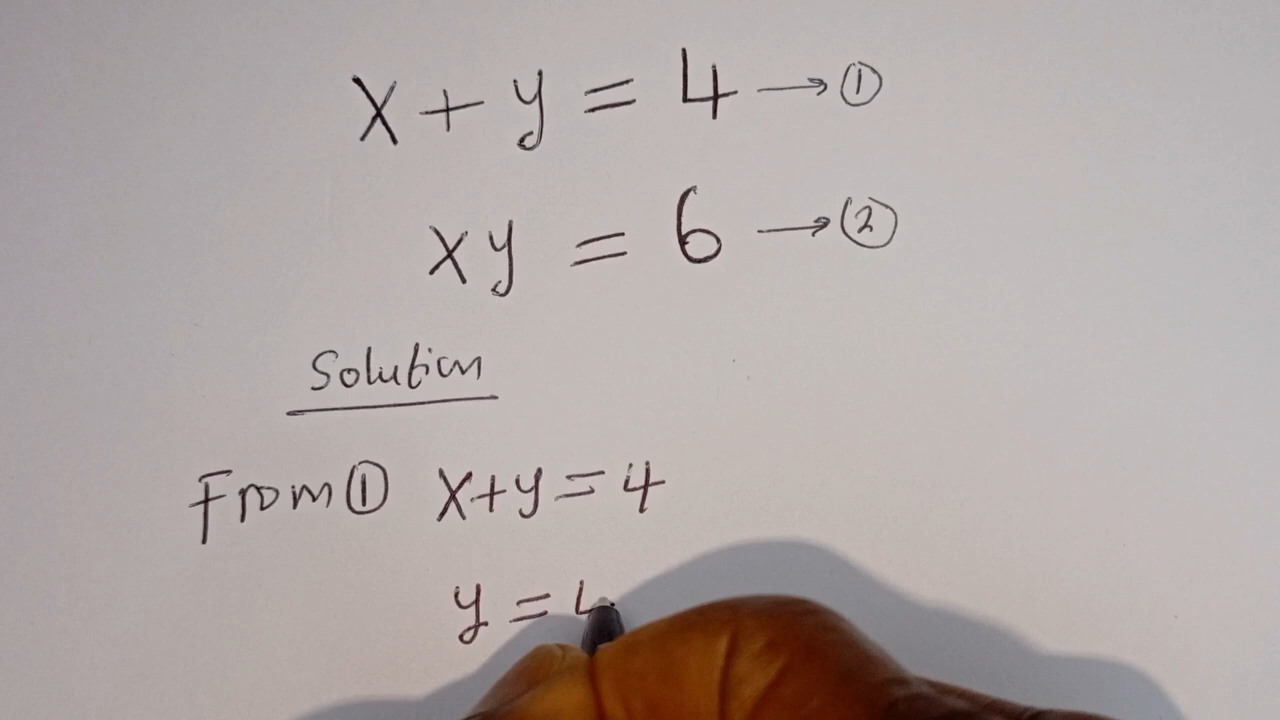 x + y = 4 → ①
xy = 6 → ②
Solution
From ① x+y = 4
y = 4